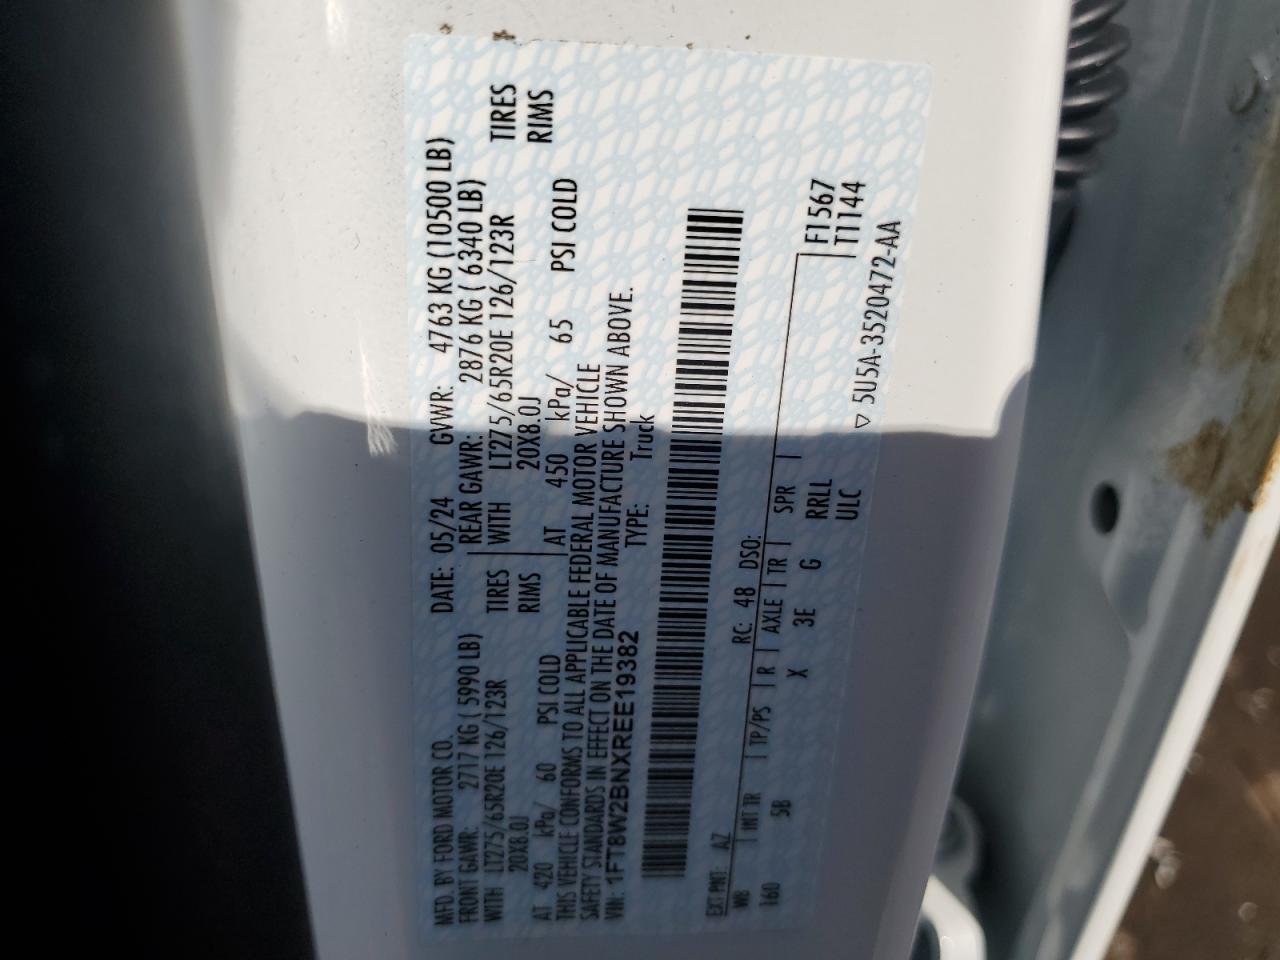 MFD. BY FORD MOTOR CO.
DATE: 05/24 GVWR: 4763 KG (10500 LB)
FRONT GAWR: 2717 KG ( 5990 LB) REAR GAWR: 2876 KG ( 6340 LB)
WITH LT275/65R20E 126/123R TIRES WITH LT275/65R20E 126/123R TIRES
20X8.0J RIMS 20X8.0J RIMS
AT 420 kPa/ 60 PSI COLD AT 450 kPa/ 65 PSI COLD
THIS VEHICLE CONFORMS TO ALL APPLICABLE FEDERAL MOTOR VEHICLE
SAFETY STANDARDS IN EFFECT ON THE DATE OF MANUFACTURE SHOWN ABOVE.
VIN: 1FT8W2BNXREE19382 TYPE: Truck
EXT PNT: AZ RC: 48 DSO:
WB INT TR TP/PS R AXLE TR SPR F1567
160 5B X 3E G RRLL T1144
ULC
▽ 5U5A-3520472-AA